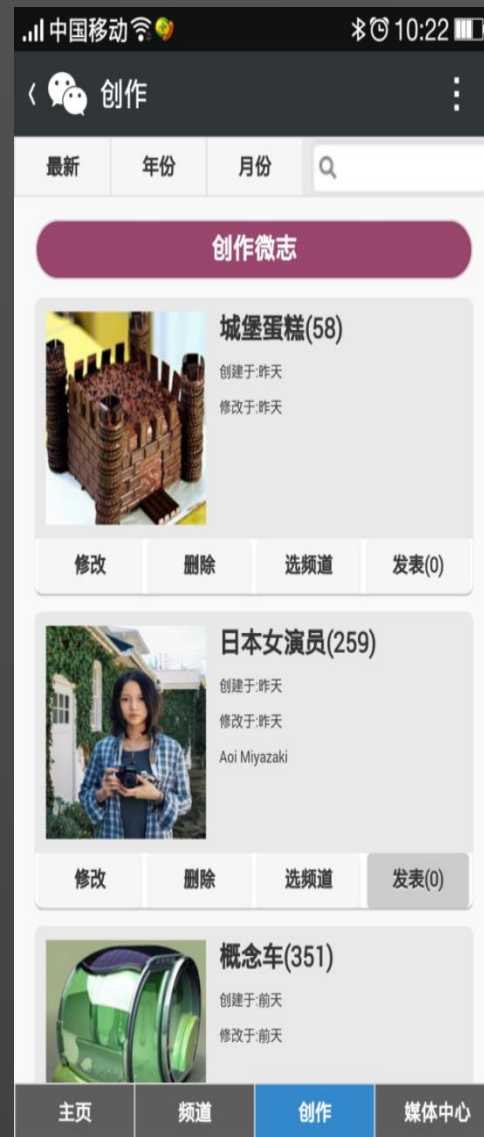 中国移动 10:22
创作
最新 年份 月份
创作微志
城堡蛋糕(58)
创建于:昨天
修改于:昨天
修改 删除 选频道 发表(0)
日本女演员(259)
创建于:昨天
修改于:昨天
Aoi Miyazaki
修改 删除 选频道 发表(0)
概念车(351)
创建于:前天
修改于:前天
主页 频道 创作 媒体中心